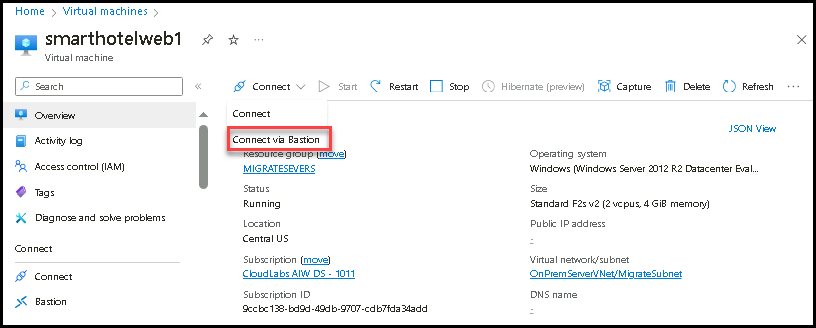 Home > Virtual machines >
smarthotelweb1
Virtual machine
Search
Connect Start Restart Stop Hibernate (preview) Capture Delete Refresh
Overview
Connect
Activity log
JSON View
Connect via Bastion
Resource group (move)
Operating system
Access control (IAM)
MIGRATESEVERS
Windows (Windows Server 2012 R2 Datacenter Eval...
Tags
Status
Size
Running
Standard F2s v2 (2 vcpus, 4 GiB memory)
Diagnose and solve problems
Location
Public IP address
Central US
-
Connect
Subscription (move)
Virtual network/subnet
Connect
CloudLabs AIW DS - 1011
OnPremServerVNet/MigrateSubnet
Bastion
Subscription ID
DNS name
9ccbc138-bd9d-49db-9707-cdb7fda34add
-